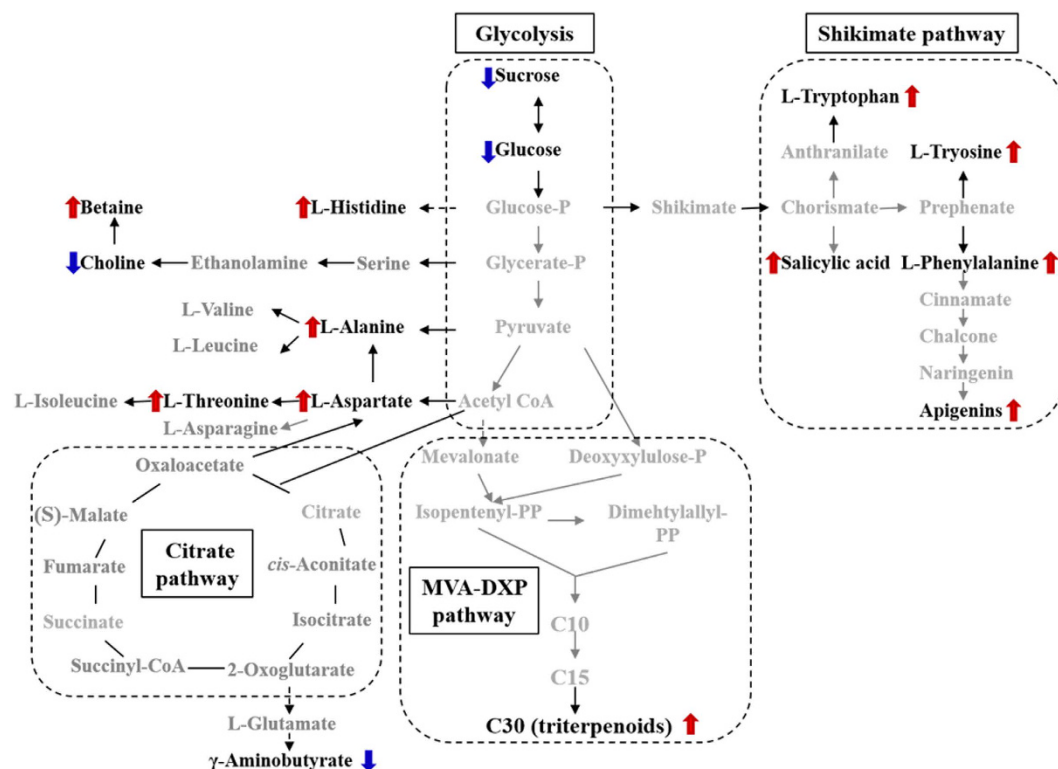 Glycolysis
Shikimate pathway
Sucrose
L-Tryptophan
Glucose
Anthranilate
L-Tryosine
Betaine
L-Histidine
Glucose-P
Shikimate
Chorismate
Prephenate
Choline
Ethanolamine
Serine
Glycerate-P
Salicylic acid
L-Phenylalanine
L-Valine
Cinnamate
L-Alanine
Pyruvate
L-Leucine
Chalcone
Naringenin
L-Isoleucine
L-Threonine
L-Aspartate
Acetyl CoA
Apigenins
L-Asparagine
Oxaloacetate
Mevalonate
Deoxyxylulose-P
(S)-Malate
Citrate
Isopentenyl-PP
Dimehtylallyl-
PP
Citrate
pathway
Fumarate
cis-Aconitate
MVA-DXP
pathway
Succinate
Isocitrate
C10
Succinyl-CoA
2-Oxoglutarate
C15
L-Glutamate
C30 (triterpenoids)
γ-Aminobutyrate